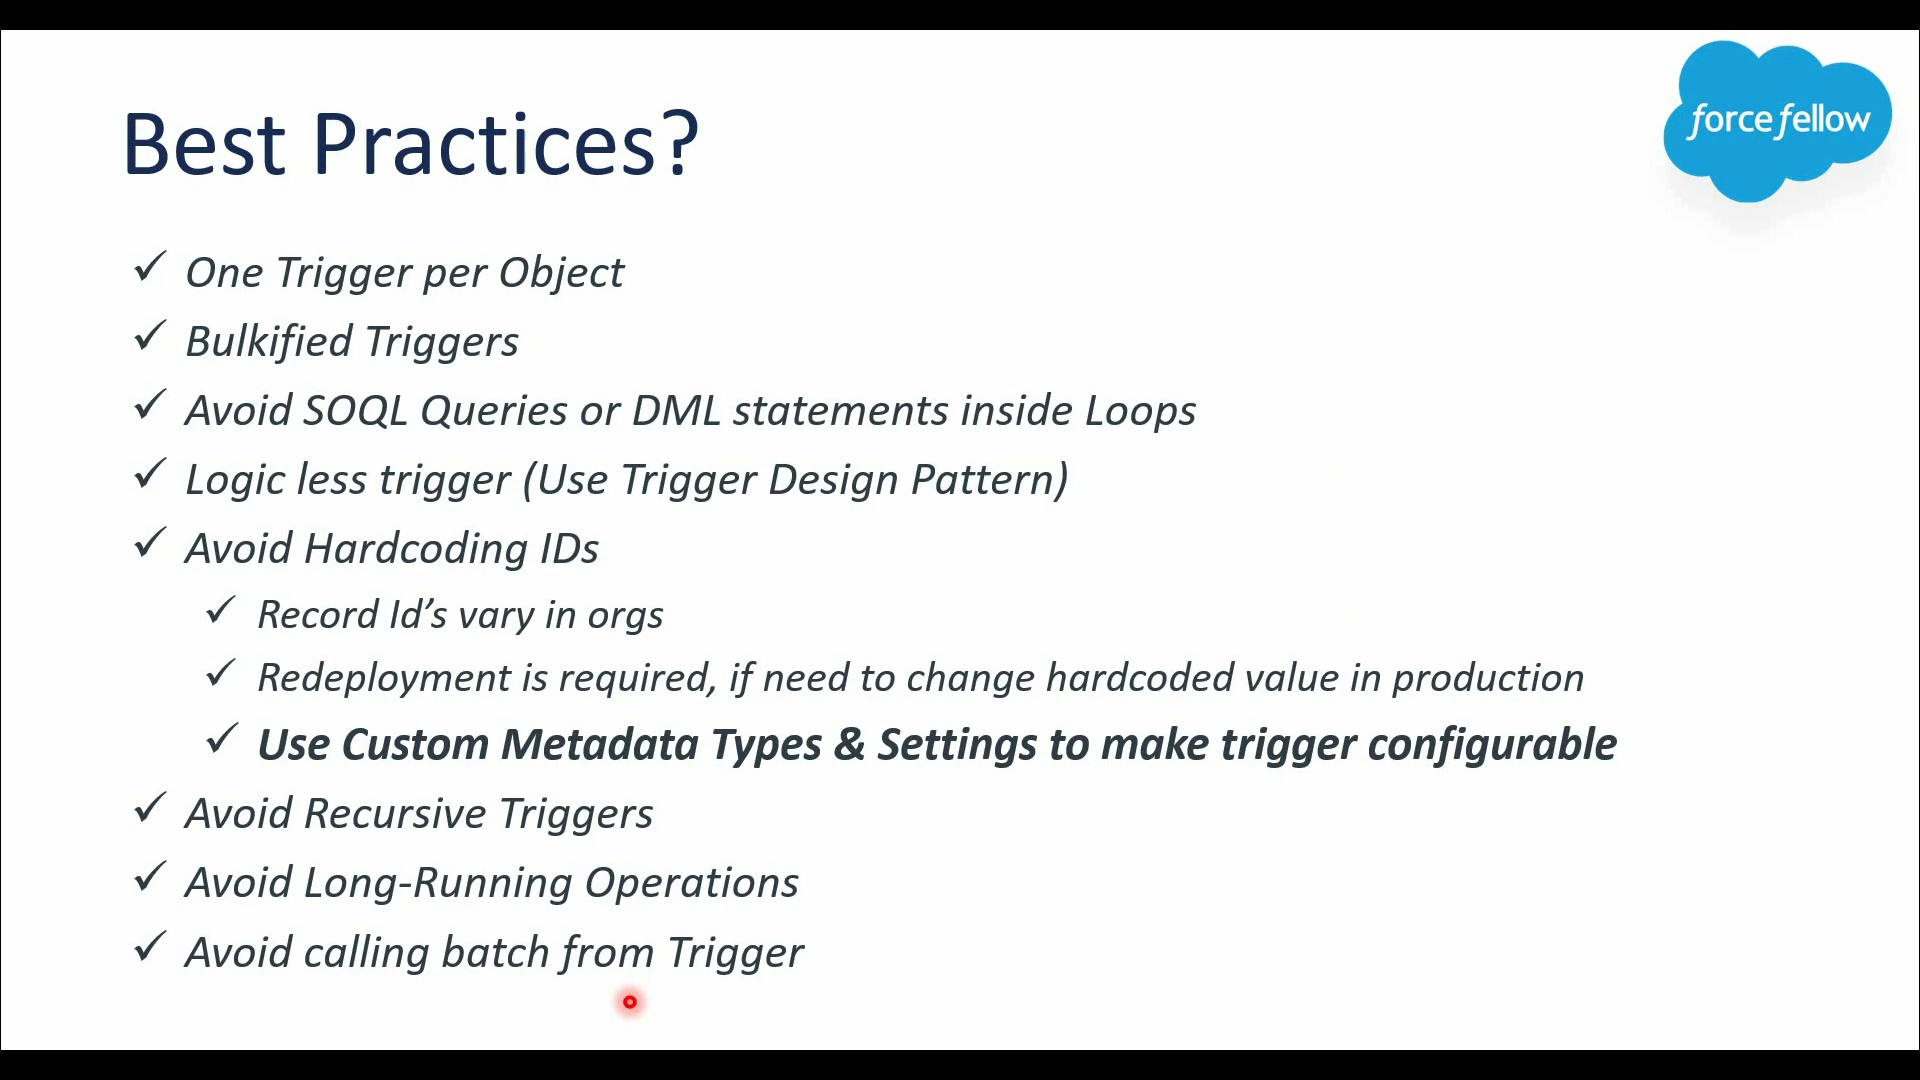 force fellow
Best Practices?
One Trigger per Object
Bulkified Triggers
Avoid SOQL Queries or DML statements inside Loops
Logic less trigger (Use Trigger Design Pattern)
Avoid Hardcoding IDs
Record Id’s vary in orgs
Redeployment is required, if need to change hardcoded value in production
Use Custom Metadata Types & Settings to make trigger configurable
Avoid Recursive Triggers
Avoid Long-Running Operations
Avoid calling batch from Trigger